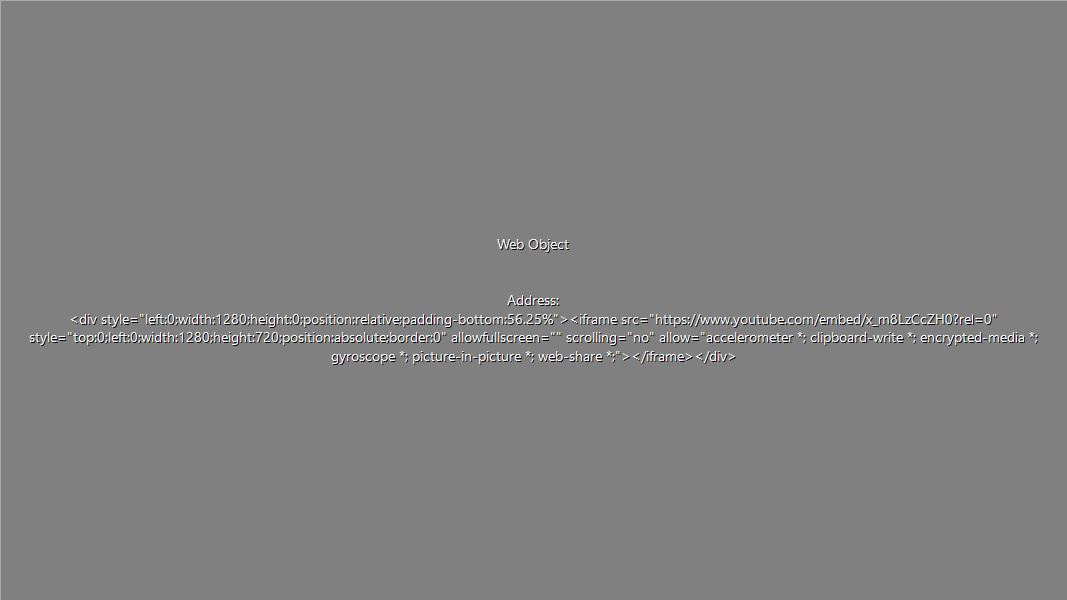 Web Object
Address:
<div style="left:0;width:1280;height:0;position:relative;padding-bottom:56.25%"><iframe src="https://www.youtube.com/embed/x_m8LzCcZH0?rel=0"
style="top:0;left:0;width:1280;height:720;position:absolute;border:0" allowfullscreen="" scrolling="no" allow="accelerometer *; clipboard-write *; encrypted-media *;
gyroscope *; picture-in-picture *; web-share *;"></iframe></div>